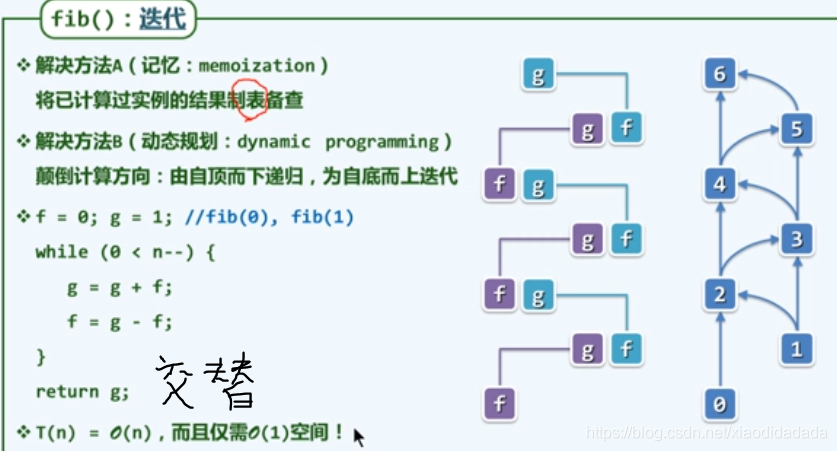 fib()：迭代
❖ 解决方法A（记忆：memoization）
将已计算过实例的结果制表备查
❖ 解决方法B（动态规划：dynamic programming）
颠倒计算方向：由自顶而下递归，为自底而上迭代
❖ f = 0; g = 1; //fib(0), fib(1)
while (0 < n--) {
g = g + f;
f = g - f;
}
return g;
交替
❖ T(n) = O(n)，而且仅需O(1)空间！
g
g f
f g
g f
f g
g f
f
6
5
4
3
2
1
0
https://blog.csdn.net/xiaodidadada